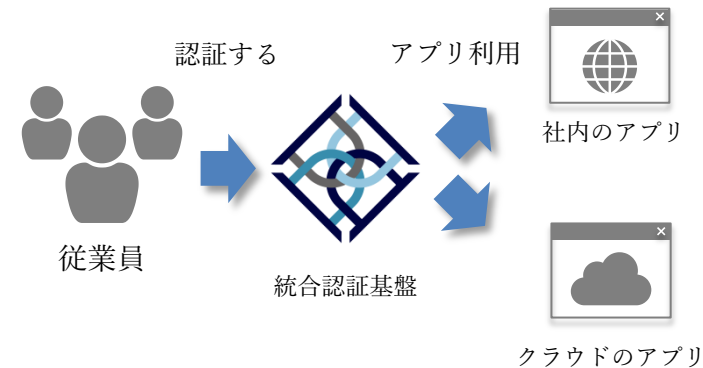 認証する
アプリ利用
社内のアプリ
従業員
統合認証基盤
クラウドのアプリ